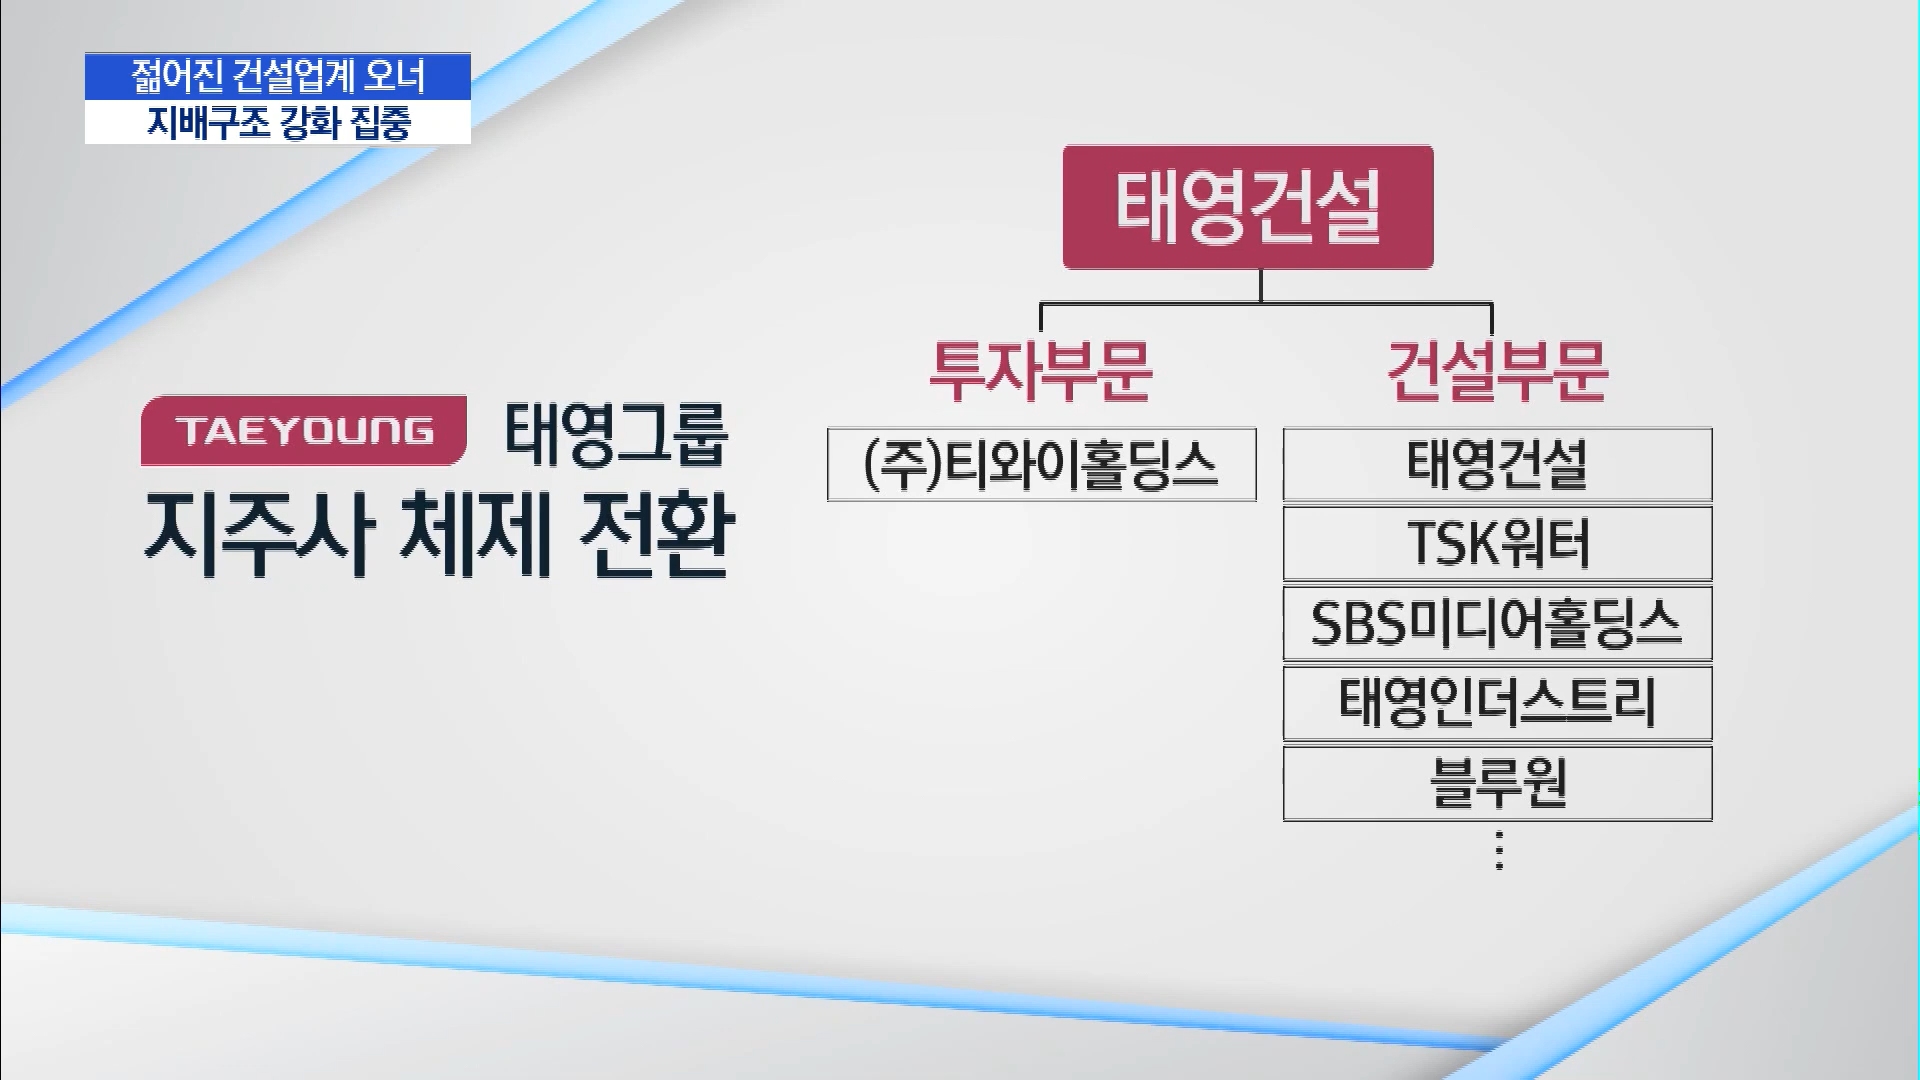 젊어진 건설업계 오너
지배구조 강화 집중
TAEYOUNG 태영그룹
지주사 체제 전환
태영건설
투자부문
(주)티와이홀딩스
건설부문
태영건설
TSK워터
SBS미디어홀딩스
태영인더스트리
블루원
⋮